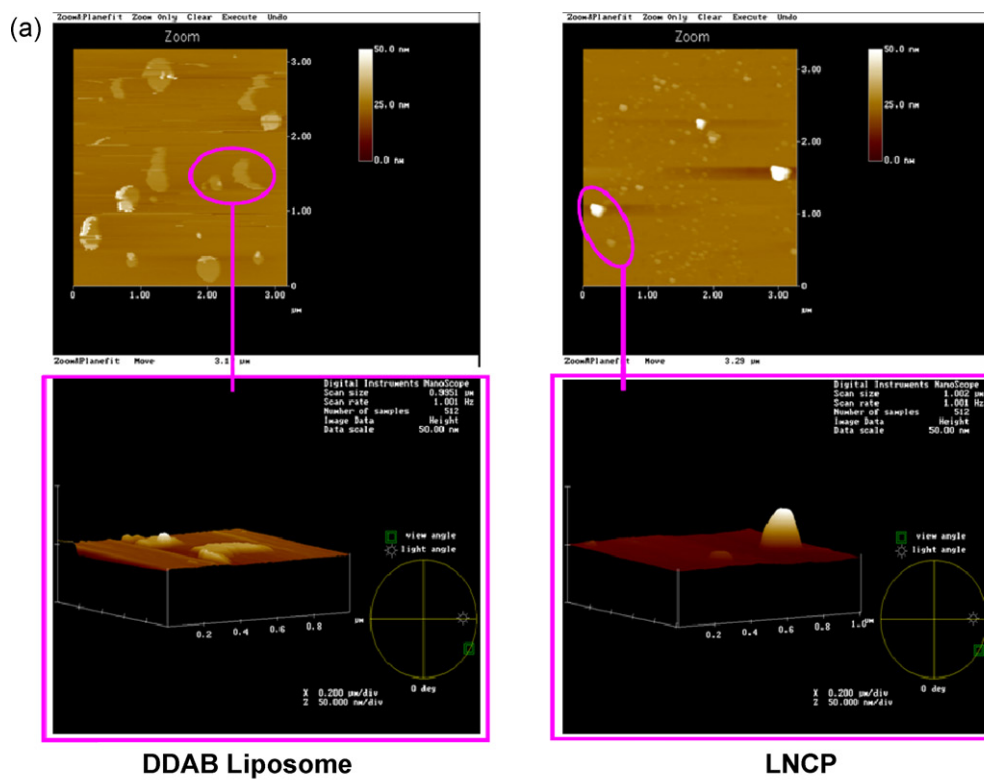 (a)
Zoom&Planefit Zoom Only Clear Execute Undo
Zoom
50.0 nm
25.0 nm
0.0 nm
3.00
2.00
1.00
0
0 1.00 2.00 3.00
µm
Zoom&Planefit Move
Digital Instruments NanoScope
Scan size 0.9951 µm
Scan rate 1.001 Hz
Number of samples 512
Image Data Height
Data scale 50.00 nm
view angle
light angle
0.2 0.4 0.6 0.8 µm
0 deg
X 0.200 µm/div
Z 50.000 nm/div
DDAB Liposome
Zoom&Planefit Zoom Only Clear Execute Undo
Zoom
50.0 nm
25.0 nm
0.0 nm
3.00
2.00
1.00
0
0 1.00 2.00 3.00
µm
Zoom&Planefit Move 3.29 µm
Digital Instruments NanoScope
Scan size 1.002 µm
Scan rate 1.001 Hz
Number of samples 512
Image Data Height
Data scale 50.00 nm
view angle
light angle
0.2 0.4 0.6 0.8 1.0 µm
0 deg
X 0.200 µm/div
Z 50.000 nm/div
LNCP